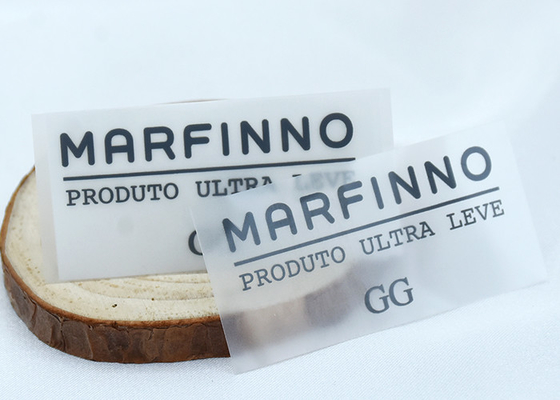 MARFINNO
PRODUTO ULTRA LEVE
MARFINNO
PRODUTO ULTRA LEVE
GG